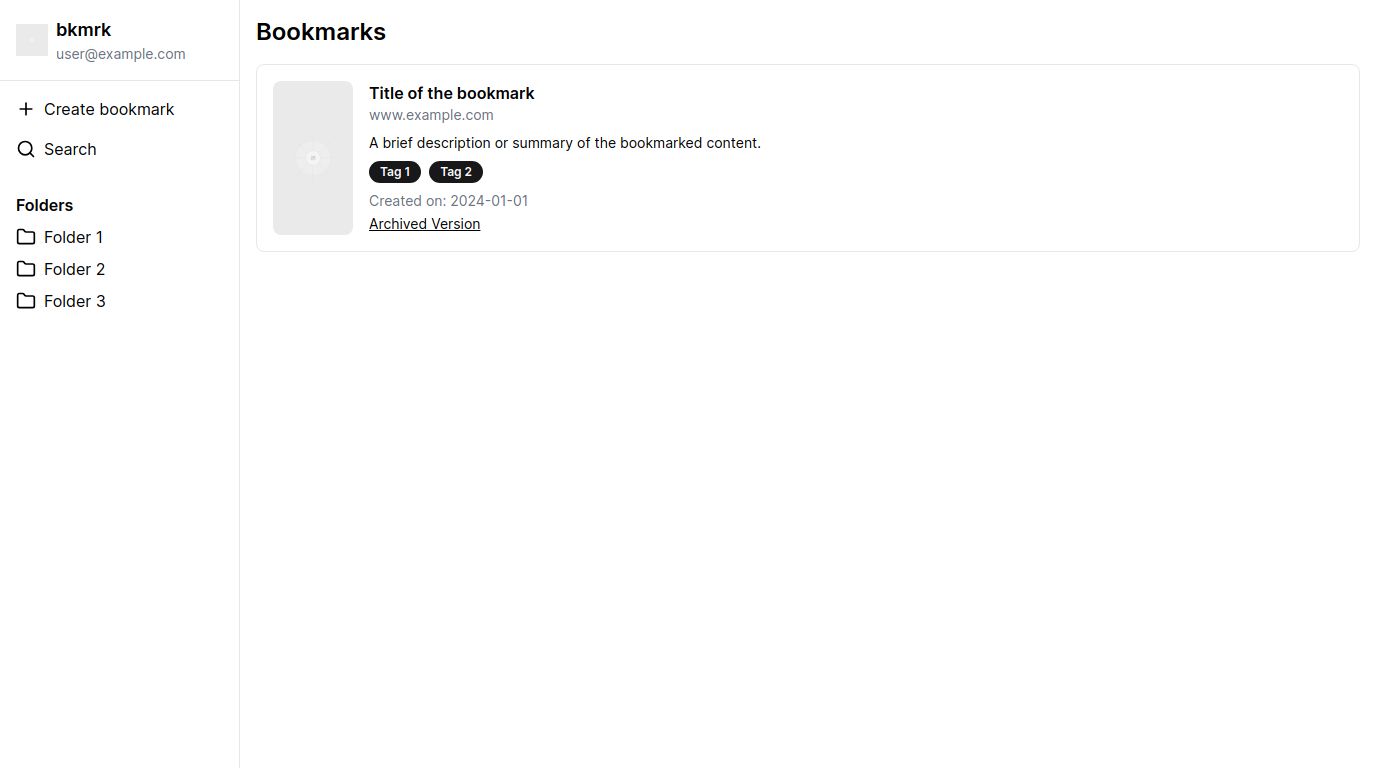 bkmrk
user@example.com
Create bookmark
Search
Folders
Folder 1
Folder 2
Folder 3
Bookmarks
Title of the bookmark
www.example.com
A brief description or summary of the bookmarked content.
Tag 1 Tag 2
Created on: 2024-01-01
Archived Version